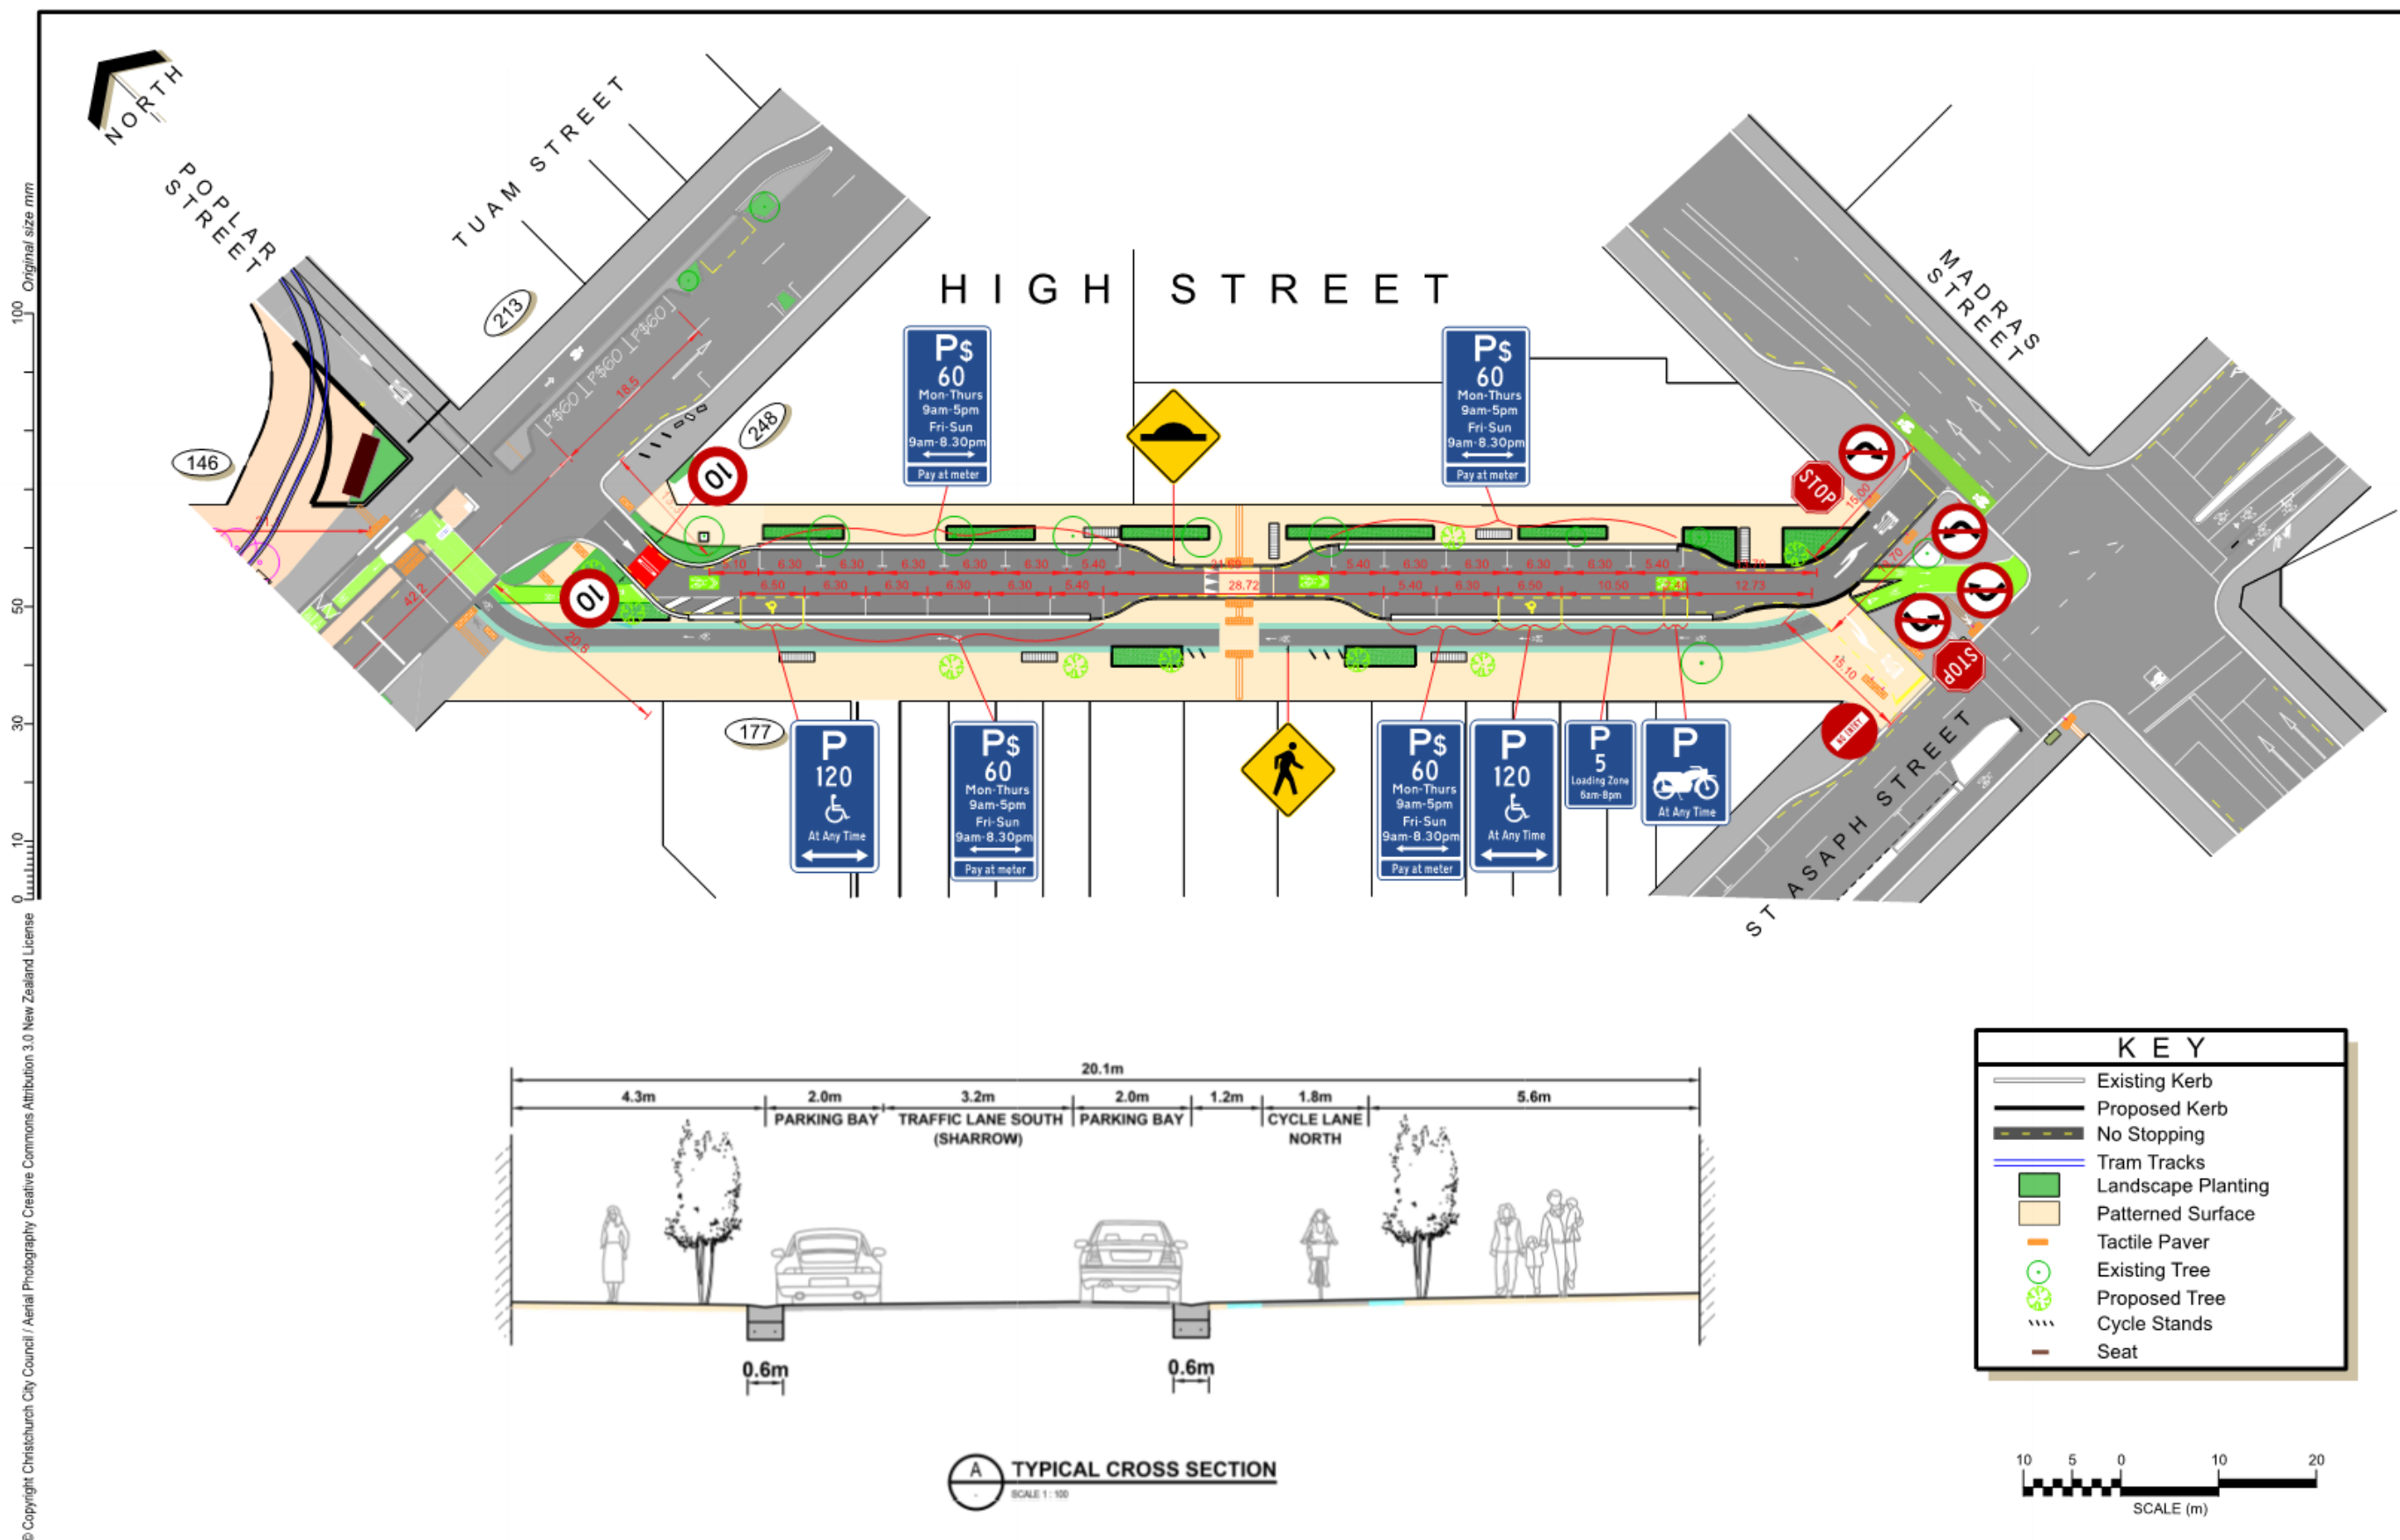 NORTH
POPLAR
STREET
TUAM STREET
HIGH STREET
MADRAS
STREET
ST ASAPH STREET
Original size mm
100
50
30
10
0
© Copyright Christchurch City Council / Aerial Photography Creative Commons Attribution 3.0 New Zealand License
213
248
146
177
P$60
P$60
P$60
18.5
42.2
20.8
10
10
P$
60
Mon-Thurs
9am-5pm
Fri-Sun
9am-8.30pm
Pay at meter
P$
60
Mon-Thurs
9am-5pm
Fri-Sun
9am-8.30pm
Pay at meter
STOP
15.00
5.10 6.30 6.30 6.30 6.30 6.30 5.40 5.40 6.30 6.30 6.30 6.30 5.40
6.50 6.30 6.30 6.30 6.30 5.40 28.72 5.40 6.30 6.50 10.50 2.40 12.73
15.10
STOP
NO ENTRY
P
120
At Any Time
P$
60
Mon-Thurs
9am-5pm
Fri-Sun
9am-8.30pm
Pay at meter
P$
60
Mon-Thurs
9am-5pm
Fri-Sun
9am-8.30pm
Pay at meter
P
120
At Any Time
P
5
Loading Zone
6am-8pm
P
At Any Time
20.1m
4.3m 2.0m 3.2m 2.0m 1.2m 1.8m 5.6m
PARKING BAY TRAFFIC LANE SOUTH PARKING BAY CYCLE LANE
(SHARROW) NORTH
0.6m 0.6m
A TYPICAL CROSS SECTION
SCALE 1 : 100
KEY
Existing Kerb
Proposed Kerb
No Stopping
Tram Tracks
Landscape Planting
Patterned Surface
Tactile Paver
Existing Tree
Proposed Tree
Cycle Stands
Seat
10 5 0 10 20
SCALE (m)